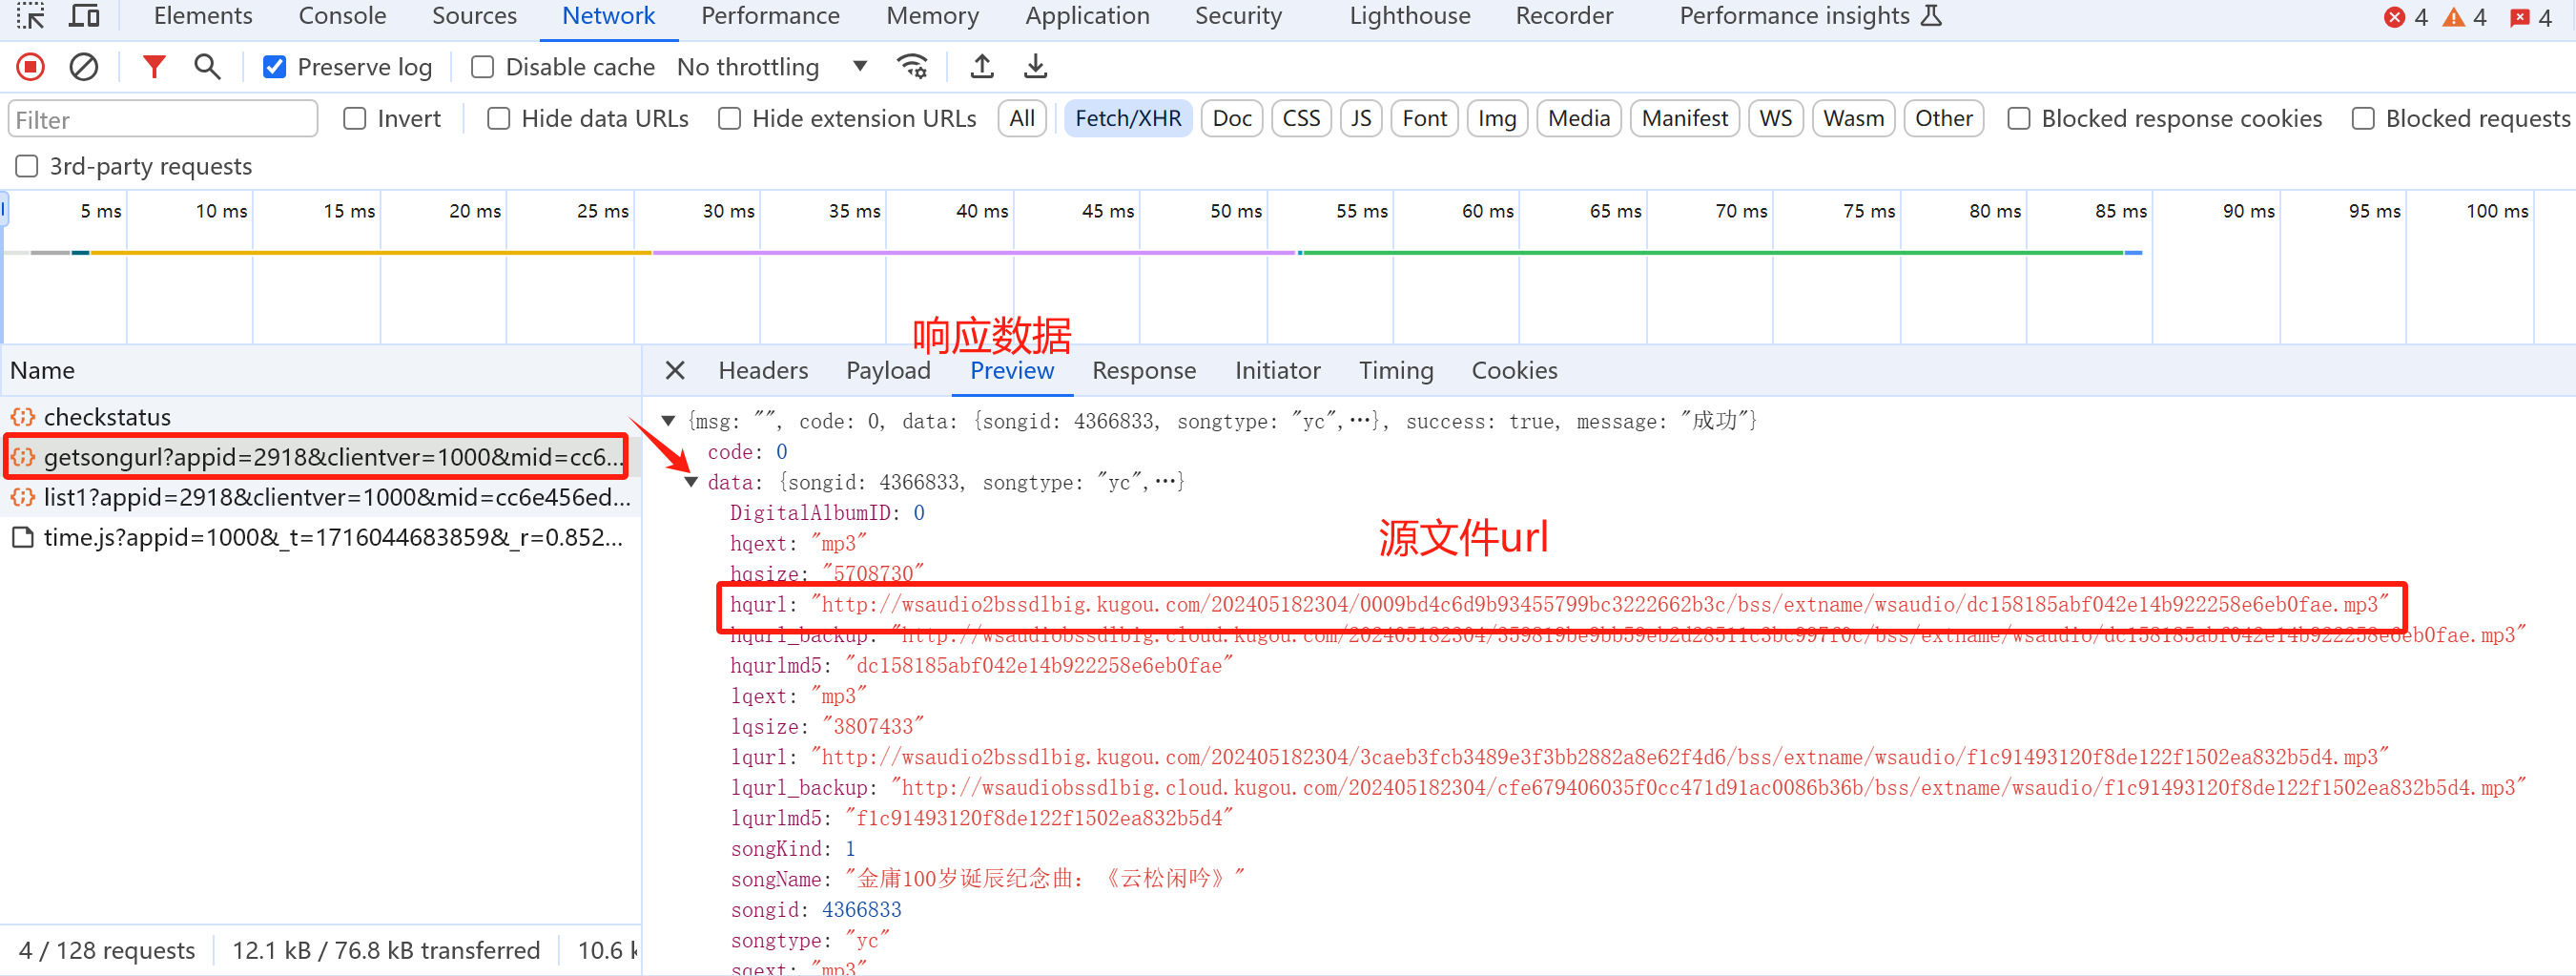 Elements Console Sources Network Performance Memory Application Security Lighthouse Recorder Performance insights 4 4 4
Preserve log Disable cache No throttling
Filter Invert Hide data URLs Hide extension URLs All Fetch/XHR Doc CSS JS Font Img Media Manifest WS Wasm Other Blocked response cookies Blocked requests
3rd-party requests
5 ms 10 ms 15 ms 20 ms 25 ms 30 ms 35 ms 40 ms 45 ms 50 ms 55 ms 60 ms 65 ms 70 ms 75 ms 80 ms 85 ms 90 ms 95 ms 100 ms
响应数据
Name
Headers Payload Preview Response Initiator Timing Cookies
checkstatus
getsongurl?appid=2918&clientver=1000&mid=cc6...
list1?appid=2918&clientver=1000&mid=cc6e456ed...
time.js?appid=1000&_t=1716044683859&_r=0.852...
{msg: "", code: 0, data: {songid: 4366833, songtype: "yc",…}, success: true, message: "成功"}
code: 0
data: {songid: 4366833, songtype: "yc",…}
DigitalAlbumID: 0
源文件url
hqext: "mp3"
hqsize: "5708730"
hqurl: "http://wsaudio2bssdlbig.kugou.com/202405182304/0009bd4c6d9b93455799bc3222662b3c/bss/extname/wsaudio/dc158185abf042e14b922258e6eb0fae.mp3"
hqurl_backup: "http://wsaudiobssdlbig.cloud.kugou.com/202405182304/359819be9bb59eb2d28511c3bc997f0c/bss/extname/wsaudio/dc158185abf042e14b922258e6eb0fae.mp3"
hqurlmd5: "dc158185abf042e14b922258e6eb0fae"
lqext: "mp3"
lqsize: "3807433"
lqurl: "http://wsaudio2bssdlbig.kugou.com/202405182304/3caeb3fcb3489e3f3bb2882a8e62f4d6/bss/extname/wsaudio/f1c91493120f8de122f1502ea832b5d4.mp3"
lqurl_backup: "http://wsaudiobssdlbig.cloud.kugou.com/202405182304/cfe679406035f0cc471d91ac0086b36b/bss/extname/wsaudio/f1c91493120f8de122f1502ea832b5d4.mp3"
lqurlmd5: "f1c91493120f8de122f1502ea832b5d4"
songKind: 1
songName: "金庸100岁诞辰纪念曲：《云松闲吟》"
songid: 4366833
songtype: "yc"
sqext: "mp3"
4 / 128 requests 12.1 kB / 76.8 kB transferred 10.6 k